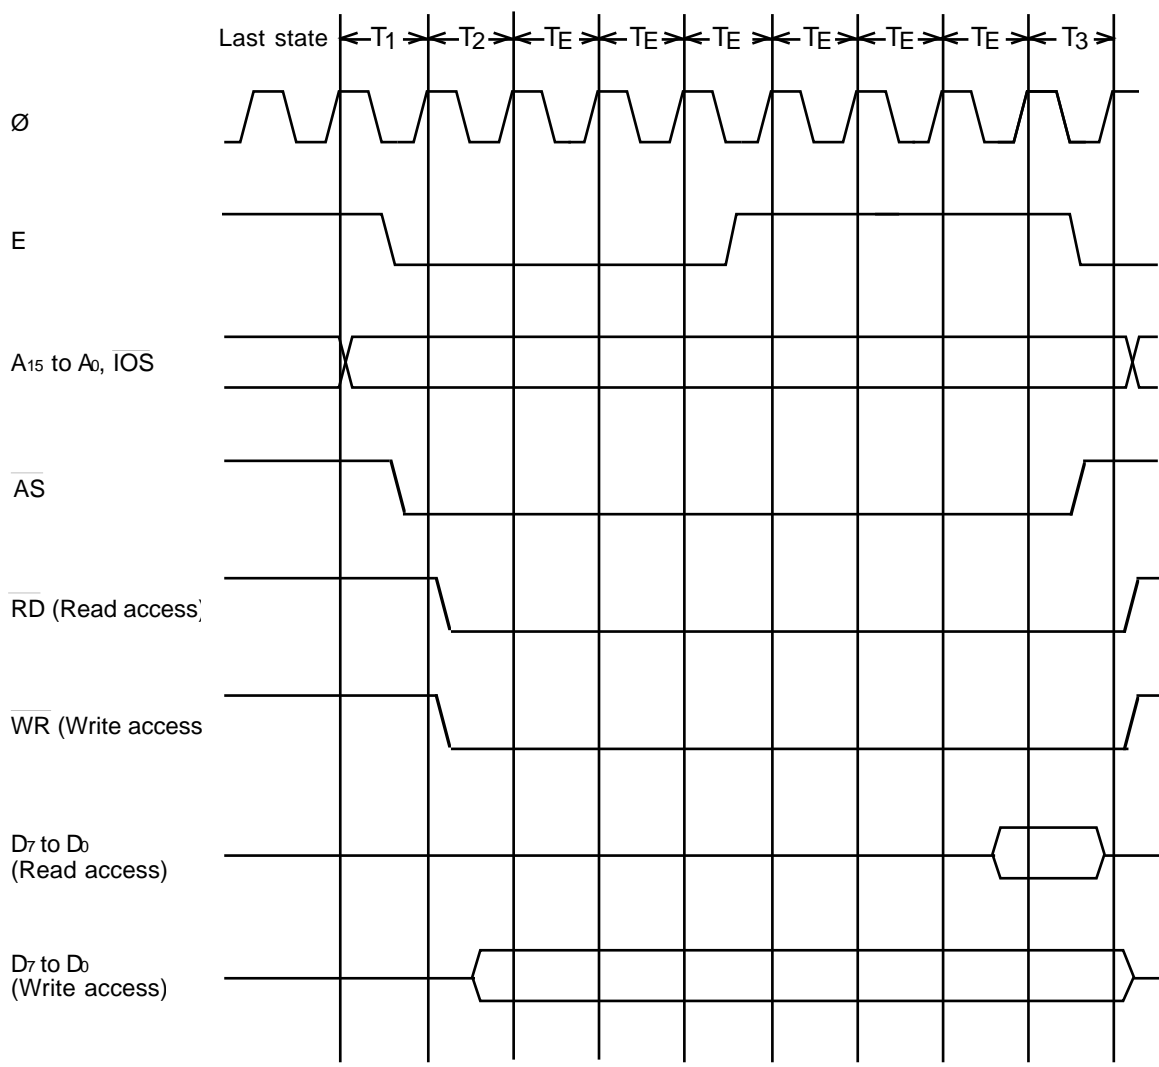 Last state T1 T2 TE TE TE TE TE TE T3
Ø
E
A15 to A0, IOS
AS
RD (Read access)
WR (Write access
D7 to D0
(Read access)
D7 to D0
(Write access)